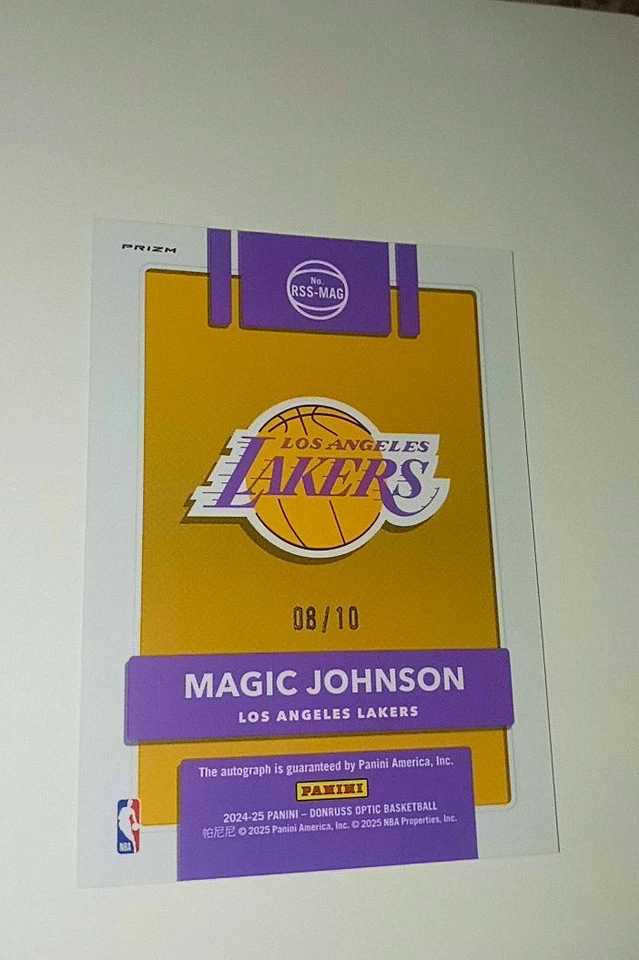 PRIZM
No.
RSS-MAG
LOS ANGELES
LAKERS
08/10
MAGIC JOHNSON
LOS ANGELES LAKERS
The autograph is guaranteed by Panini America, Inc.
PANINI
2024-25 PANINI – DONRUSS OPTIC BASKETBALL
帕尼尼 © 2025 Panini America, Inc. © 2025 NBA Properties, Inc.
NBA